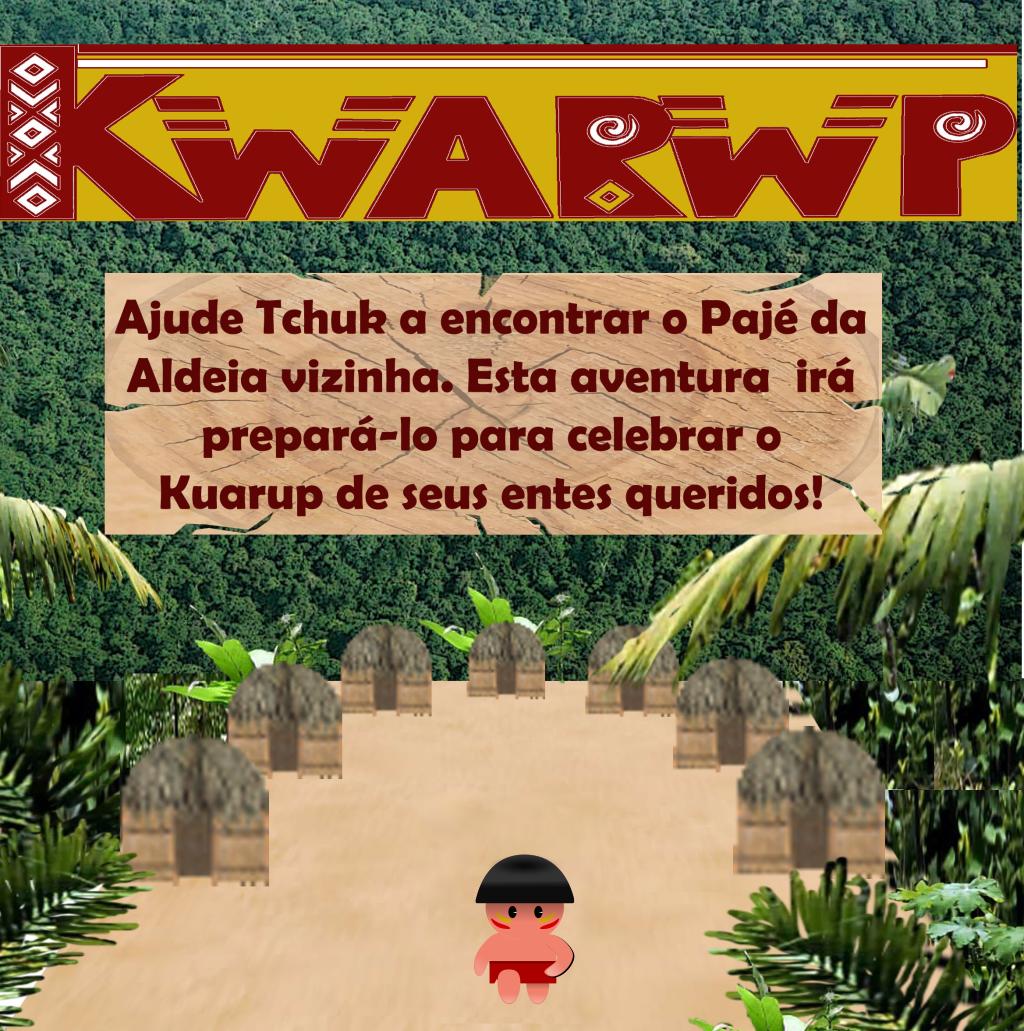 KWARWP
Ajude Tchuk a encontrar o Pajé da
Aldeia vizinha. Esta aventura  irá
prepará-lo para celebrar o
Kuarup de seus entes queridos!